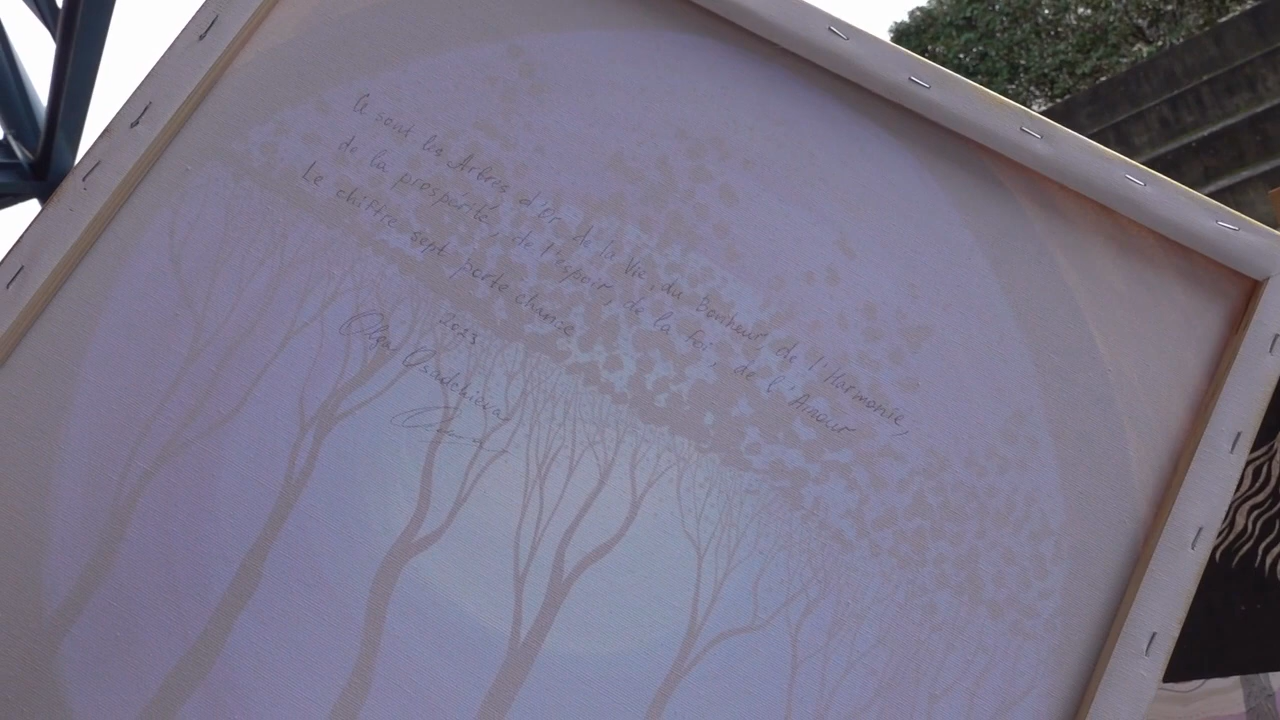 Ce sont les Arbres d'Or de la Vie, du Bonheur, de l'Harmonie,
de la prospérité, de l'espoir, de la foi, de l'Amour
Le chiffre sept porte chance
2023
Olga Osadchieva